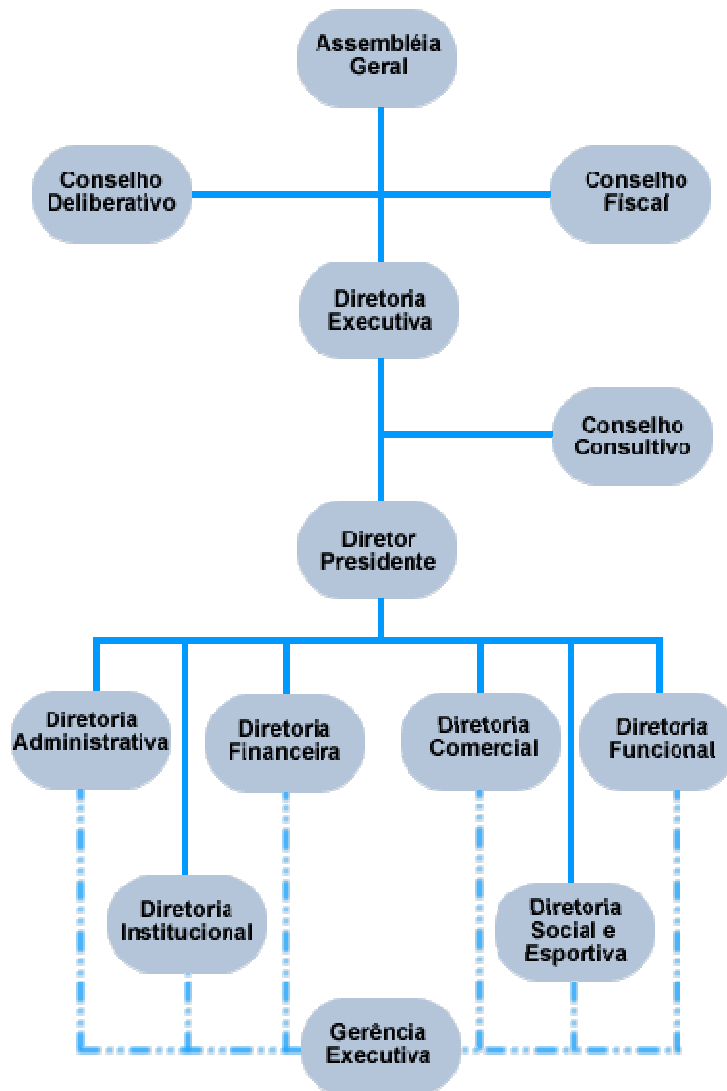 Assembléia
Geral
Conselho
Deliberativo
Conselho
Fiscal
Diretoria
Executiva
Conselho
Consultivo
Diretor
Presidente
Diretoria
Administrativa
Diretoria
Financeira
Diretoria
Comercial
Diretoria
Funcional
Diretoria
Institucional
Diretoria
Social e
Esportiva
Gerência
Executiva